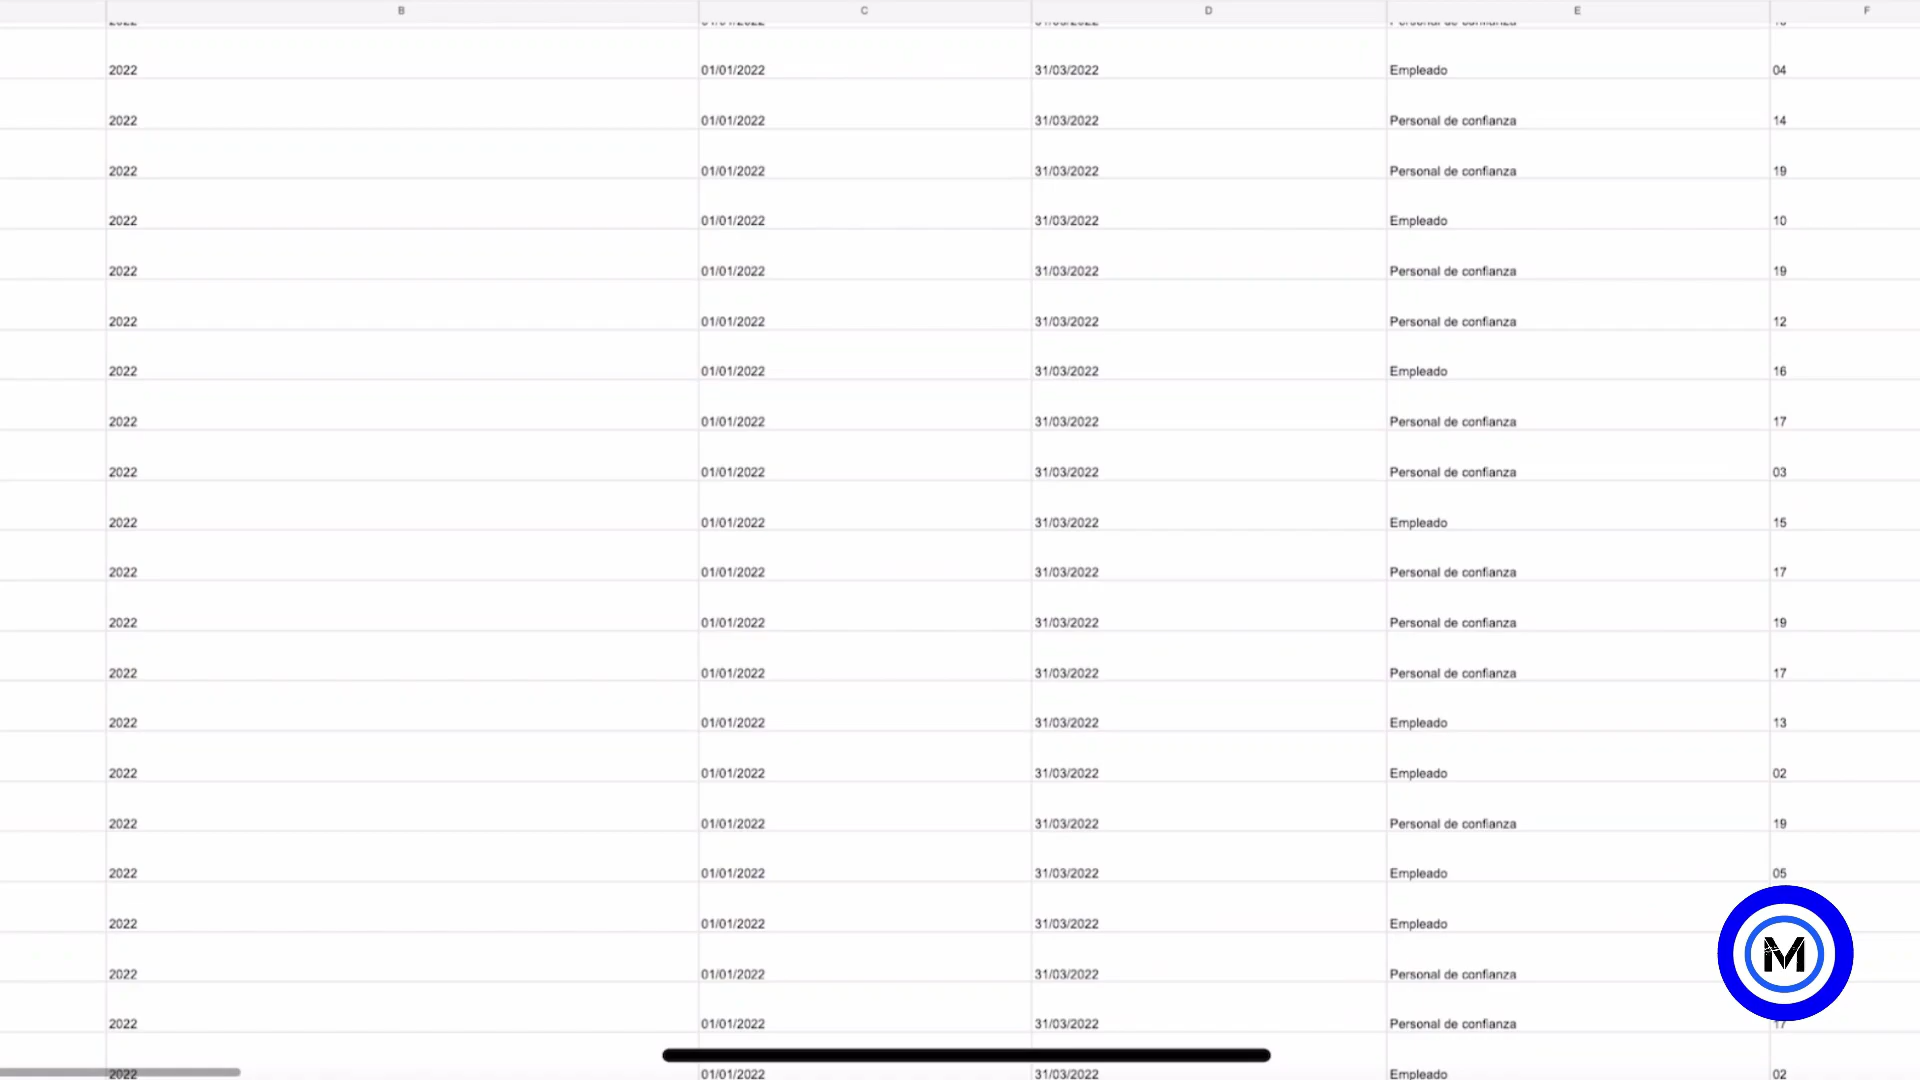 B C D E F
2022 01/01/2022 31/03/2022 Empleado 04
2022 01/01/2022 31/03/2022 Personal de confianza 14
2022 01/01/2022 31/03/2022 Personal de confianza 19
2022 01/01/2022 31/03/2022 Empleado 10
2022 01/01/2022 31/03/2022 Personal de confianza 19
2022 01/01/2022 31/03/2022 Personal de confianza 12
2022 01/01/2022 31/03/2022 Empleado 16
2022 01/01/2022 31/03/2022 Personal de confianza 17
2022 01/01/2022 31/03/2022 Personal de confianza 03
2022 01/01/2022 31/03/2022 Empleado 15
2022 01/01/2022 31/03/2022 Personal de confianza 17
2022 01/01/2022 31/03/2022 Personal de confianza 19
2022 01/01/2022 31/03/2022 Personal de confianza 17
2022 01/01/2022 31/03/2022 Empleado 13
2022 01/01/2022 31/03/2022 Empleado 02
2022 01/01/2022 31/03/2022 Personal de confianza 19
2022 01/01/2022 31/03/2022 Empleado 05
2022 01/01/2022 31/03/2022 Empleado
2022 01/01/2022 31/03/2022 Personal de confianza
M
2022 01/01/2022 31/03/2022 Personal de confianza 17
2022 01/01/2022 31/03/2022 Empleado 02